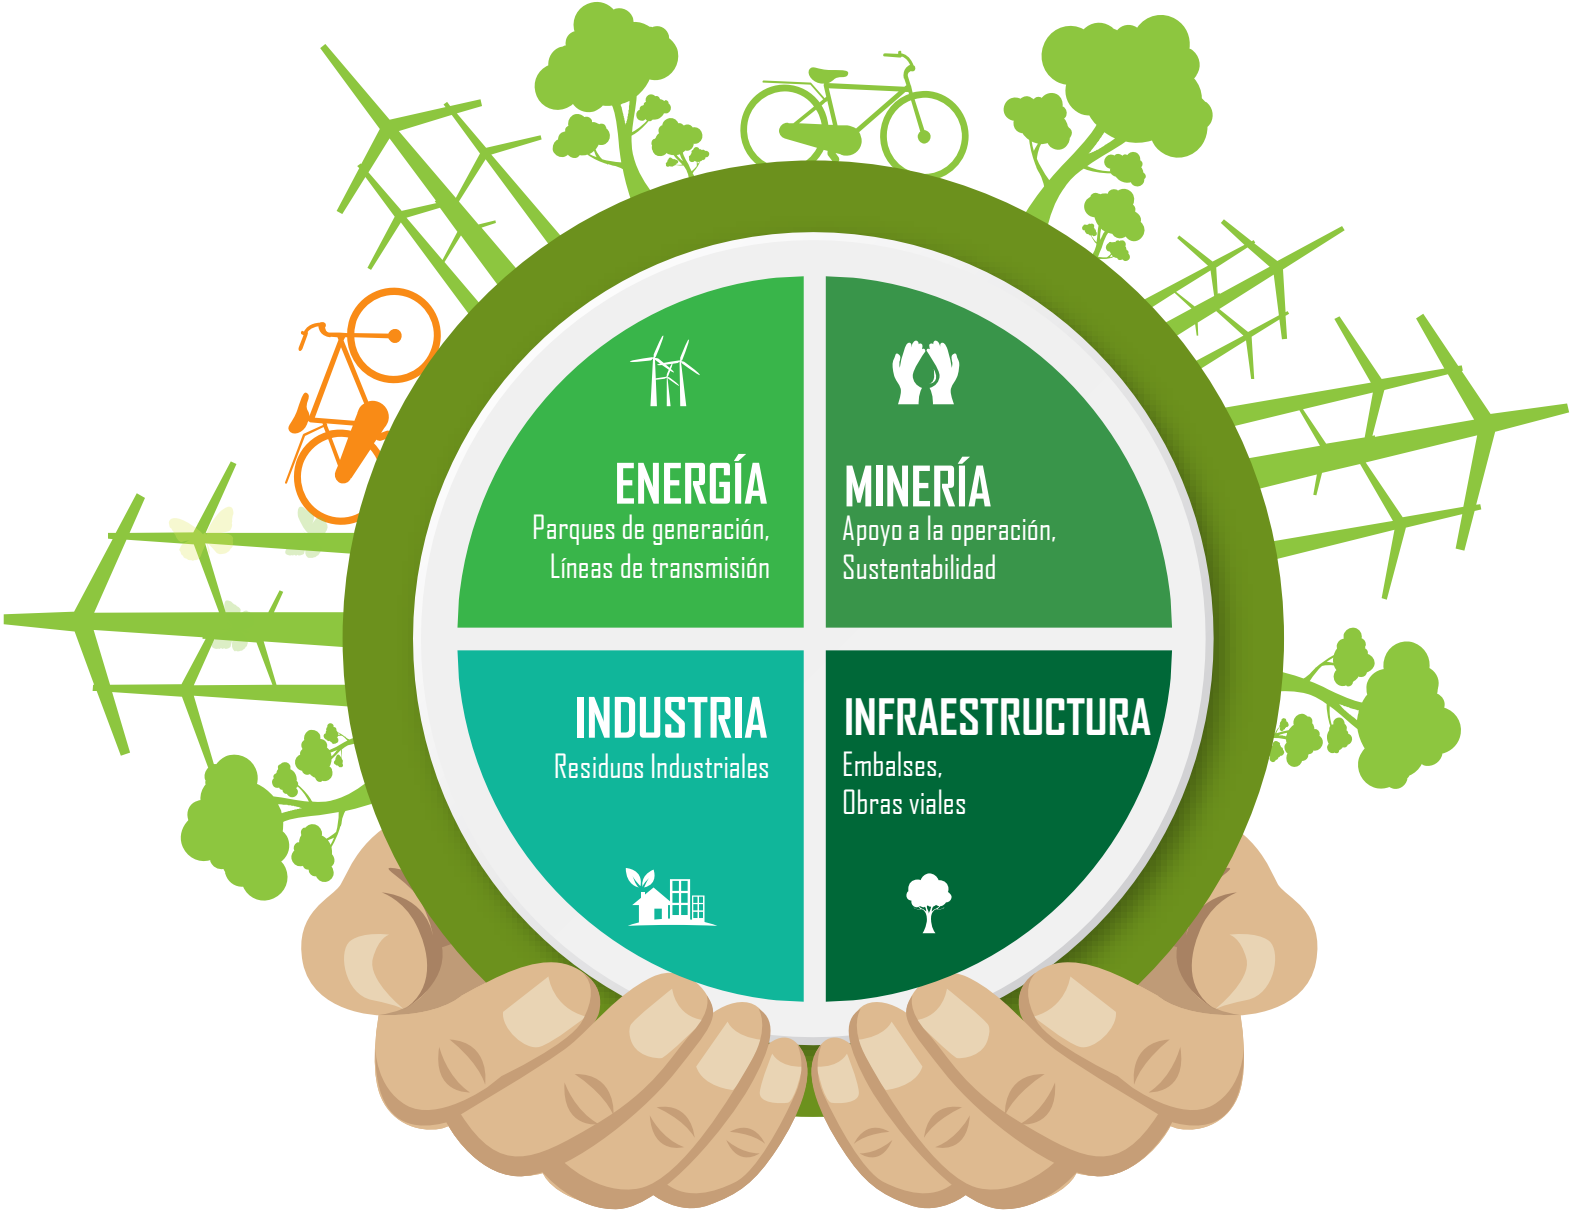 ENERGÍA
Parques de generación,
Líneas de transmisión
MINERÍA
Apoyo a la operación,
Sustentabilidad
INDUSTRIA
Residuos Industriales
INFRAESTRUCTURA
Embalses,
Obras viales